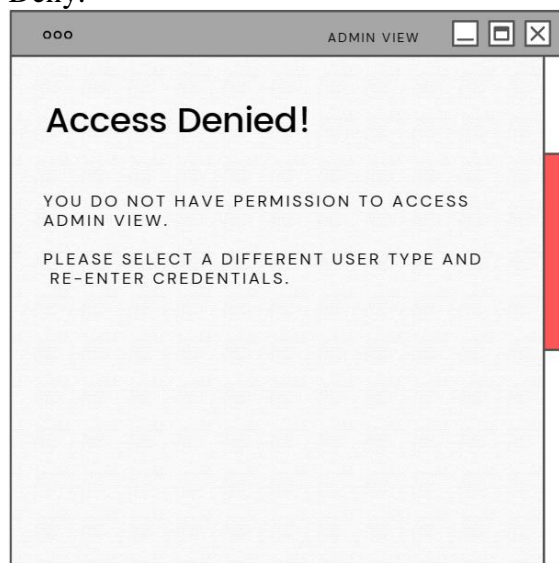 Deny:
ooo
ADMIN VIEW
Access Denied!
YOU DO NOT HAVE PERMISSION TO ACCESS
ADMIN VIEW.
PLEASE SELECT A DIFFERENT USER TYPE AND
RE-ENTER CREDENTIALS.